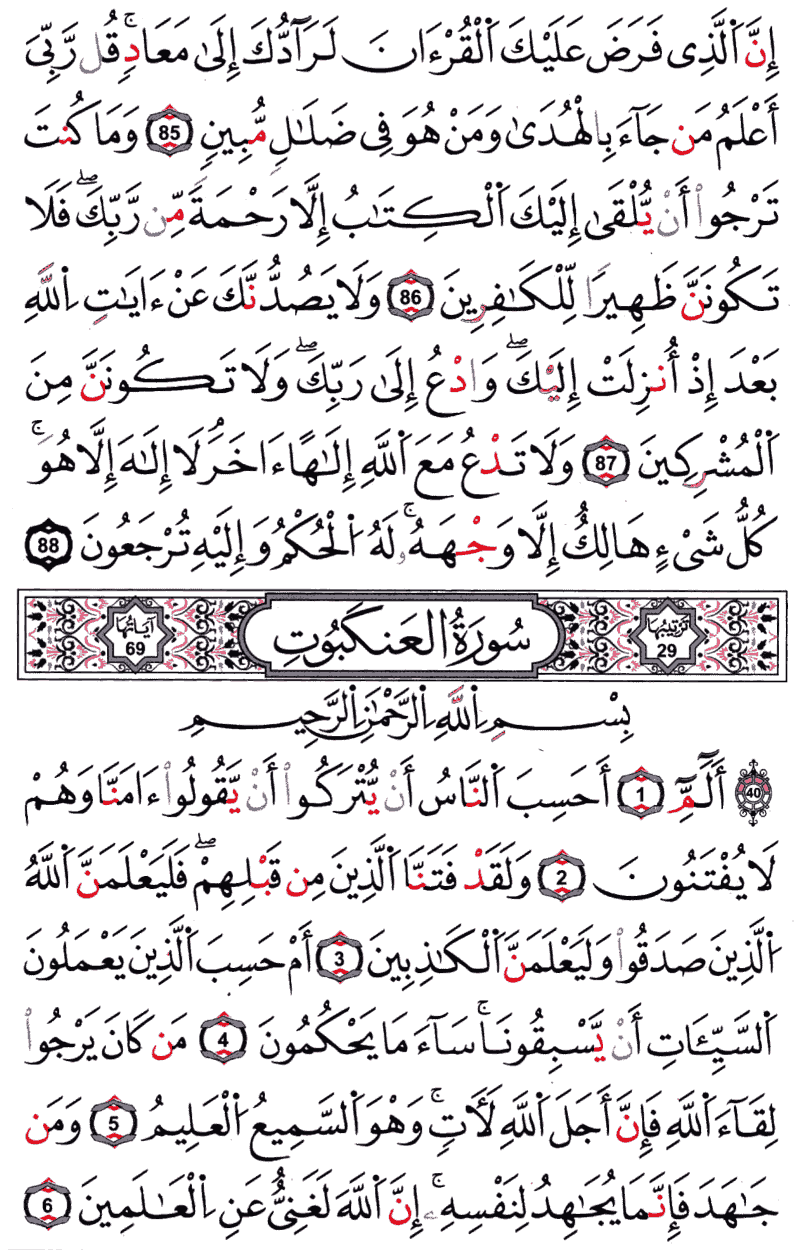 إِنَّ ٱلَّذِى فَرَضَ عَلَيْكَ ٱلْقُرْءَانَ لَرَآدُّكَ إِلَىٰ مَعَادٍۚ قُل رَّبِّىٓ
أَعْلَمُ مَن جَآءَ بِالْهُدَىٰ وَمَنْ هُوَ فِى ضَلَـٰلٍ مُّبِينٍ 85 وَمَا كُنتَ
تَرْجُوا۟ أَنْ يُّلْقَىٰٓ إِلَيْكَ ٱلْكِتَـٰبُ إِلَّا رَحْمَةً مِّن رَّبِّكَۖ فَلَا
تَكُونَنَّ ظَهِيرًا لِّلْكَـٰفِرِينَ 86 وَلَا يَصُدُّنَّكَ عَنْ ءَايَـٰتِ ٱللَّهِ
بَعْدَ إِذْ أُنزِلَتْ إِلَيْكَۖ وَادْعُ إِلَىٰ رَبِّكَۖ وَلَا تَكُونَنَّ مِنَ
ٱلْمُشْرِكِينَ 87 وَلَا تَدْعُ مَعَ ٱللَّهِ إِلَـٰهًا ءَاخَرَۘ لَآ إِلَـٰهَ إِلَّا هُوَۚ
كُلُّ شَىْءٍ هَالِكٌ إِلَّا وَجْهَهُۥۚ لَهُ ٱلْحُكْمُ وَإِلَيْهِ تُرْجَعُونَ 88
ترتيبها 29 سُورَةُ العَنكَبُوتِ آياتها 69
بِسْمِ ٱللَّهِ ٱلرَّحْمَـٰنِ ٱلرَّحِيمِ
40 الٓمٓ 1 أَحَسِبَ ٱلنَّاسُ أَنْ يُّتْرَكُوٓا۟ أَنْ يَّقُولُوٓا۟ ءَامَنَّا وَهُمْ
لَا يُفْتَنُونَ 2 وَلَقَدْ فَتَنَّا ٱلَّذِينَ مِن قَبْلِهِمْۖ فَلَيَعْلَمَنَّ ٱللَّهُ
ٱلَّذِينَ صَدَقُوا۟ وَلَيَعْلَمَنَّ ٱلْكَـٰذِبِينَ 3 أَمْ حَسِبَ ٱلَّذِينَ يَعْمَلُونَ
ٱلسَّيِّـَٔاتِ أَنْ يَّسْبِقُونَاۚ سَآءَ مَا يَحْكُمُونَ 4 مَن كَانَ يَرْجُوا۟
لِقَآءَ ٱللَّهِ فَإِنَّ أَجَلَ ٱللَّهِ لَـَٔاتٍۚ وَهُوَ ٱلسَّمِيعُ ٱلْعَلِيمُ 5 وَمَن
جَـٰهَدَ فَإِنَّمَا يُجَـٰهِدُ لِنَفْسِهِۦٓۚ إِنَّ ٱللَّهَ لَغَنِىٌّ عَنِ ٱلْعَـٰلَمِينَ 6